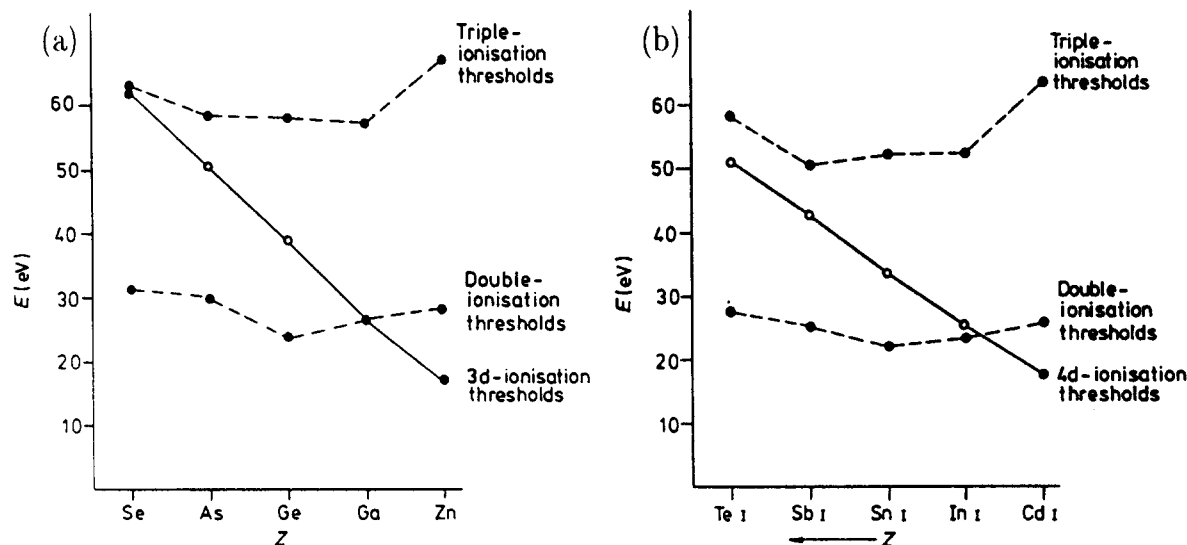 (a)
Triple-
ionisation
thresholds
60
50
40
30
20
10
E (eV)
Double-
ionisation
thresholds
3d-ionisation
thresholds
Se As Ge Ga Zn
Z
(b)
Triple-
ionisation
thresholds
60
50
40
30
20
10
E (eV)
Double-
ionisation
thresholds
4d-ionisation
thresholds
Te I Sb I Sn I In I Cd I
Z